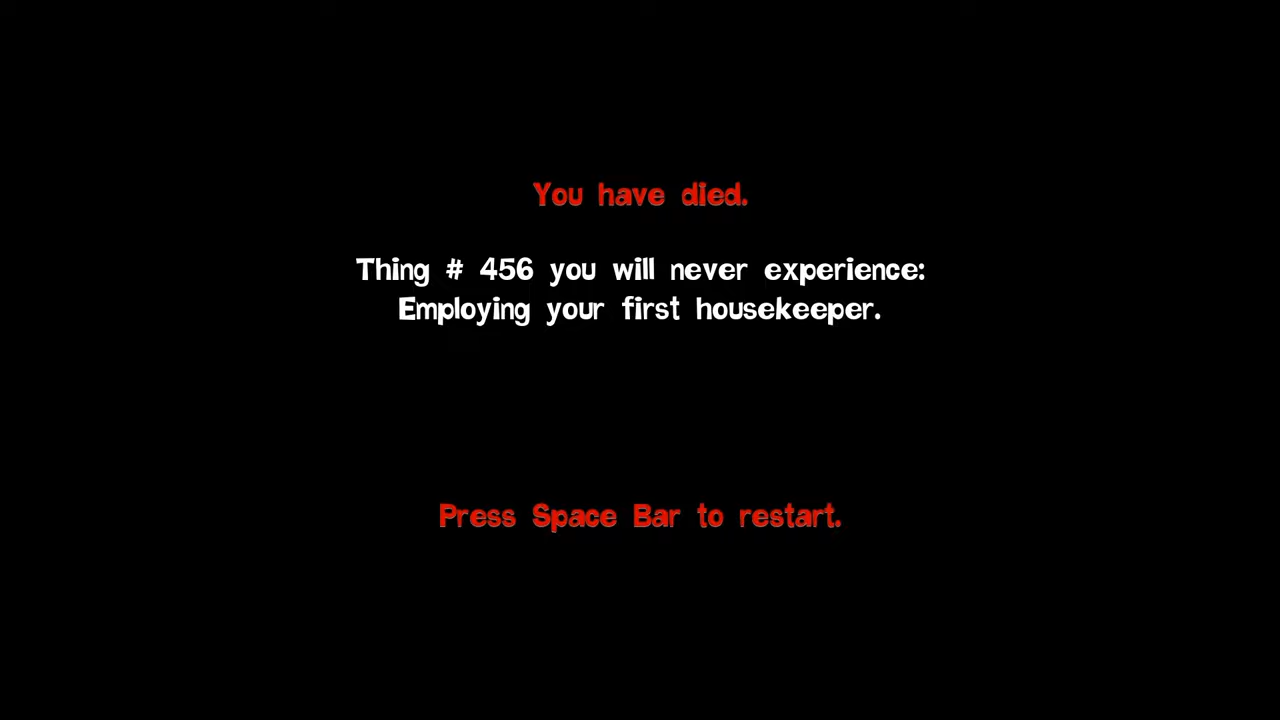 You have died.
Thing # 456 you will never experience:
Employing your first housekeeper.
Press Space Bar to restart.